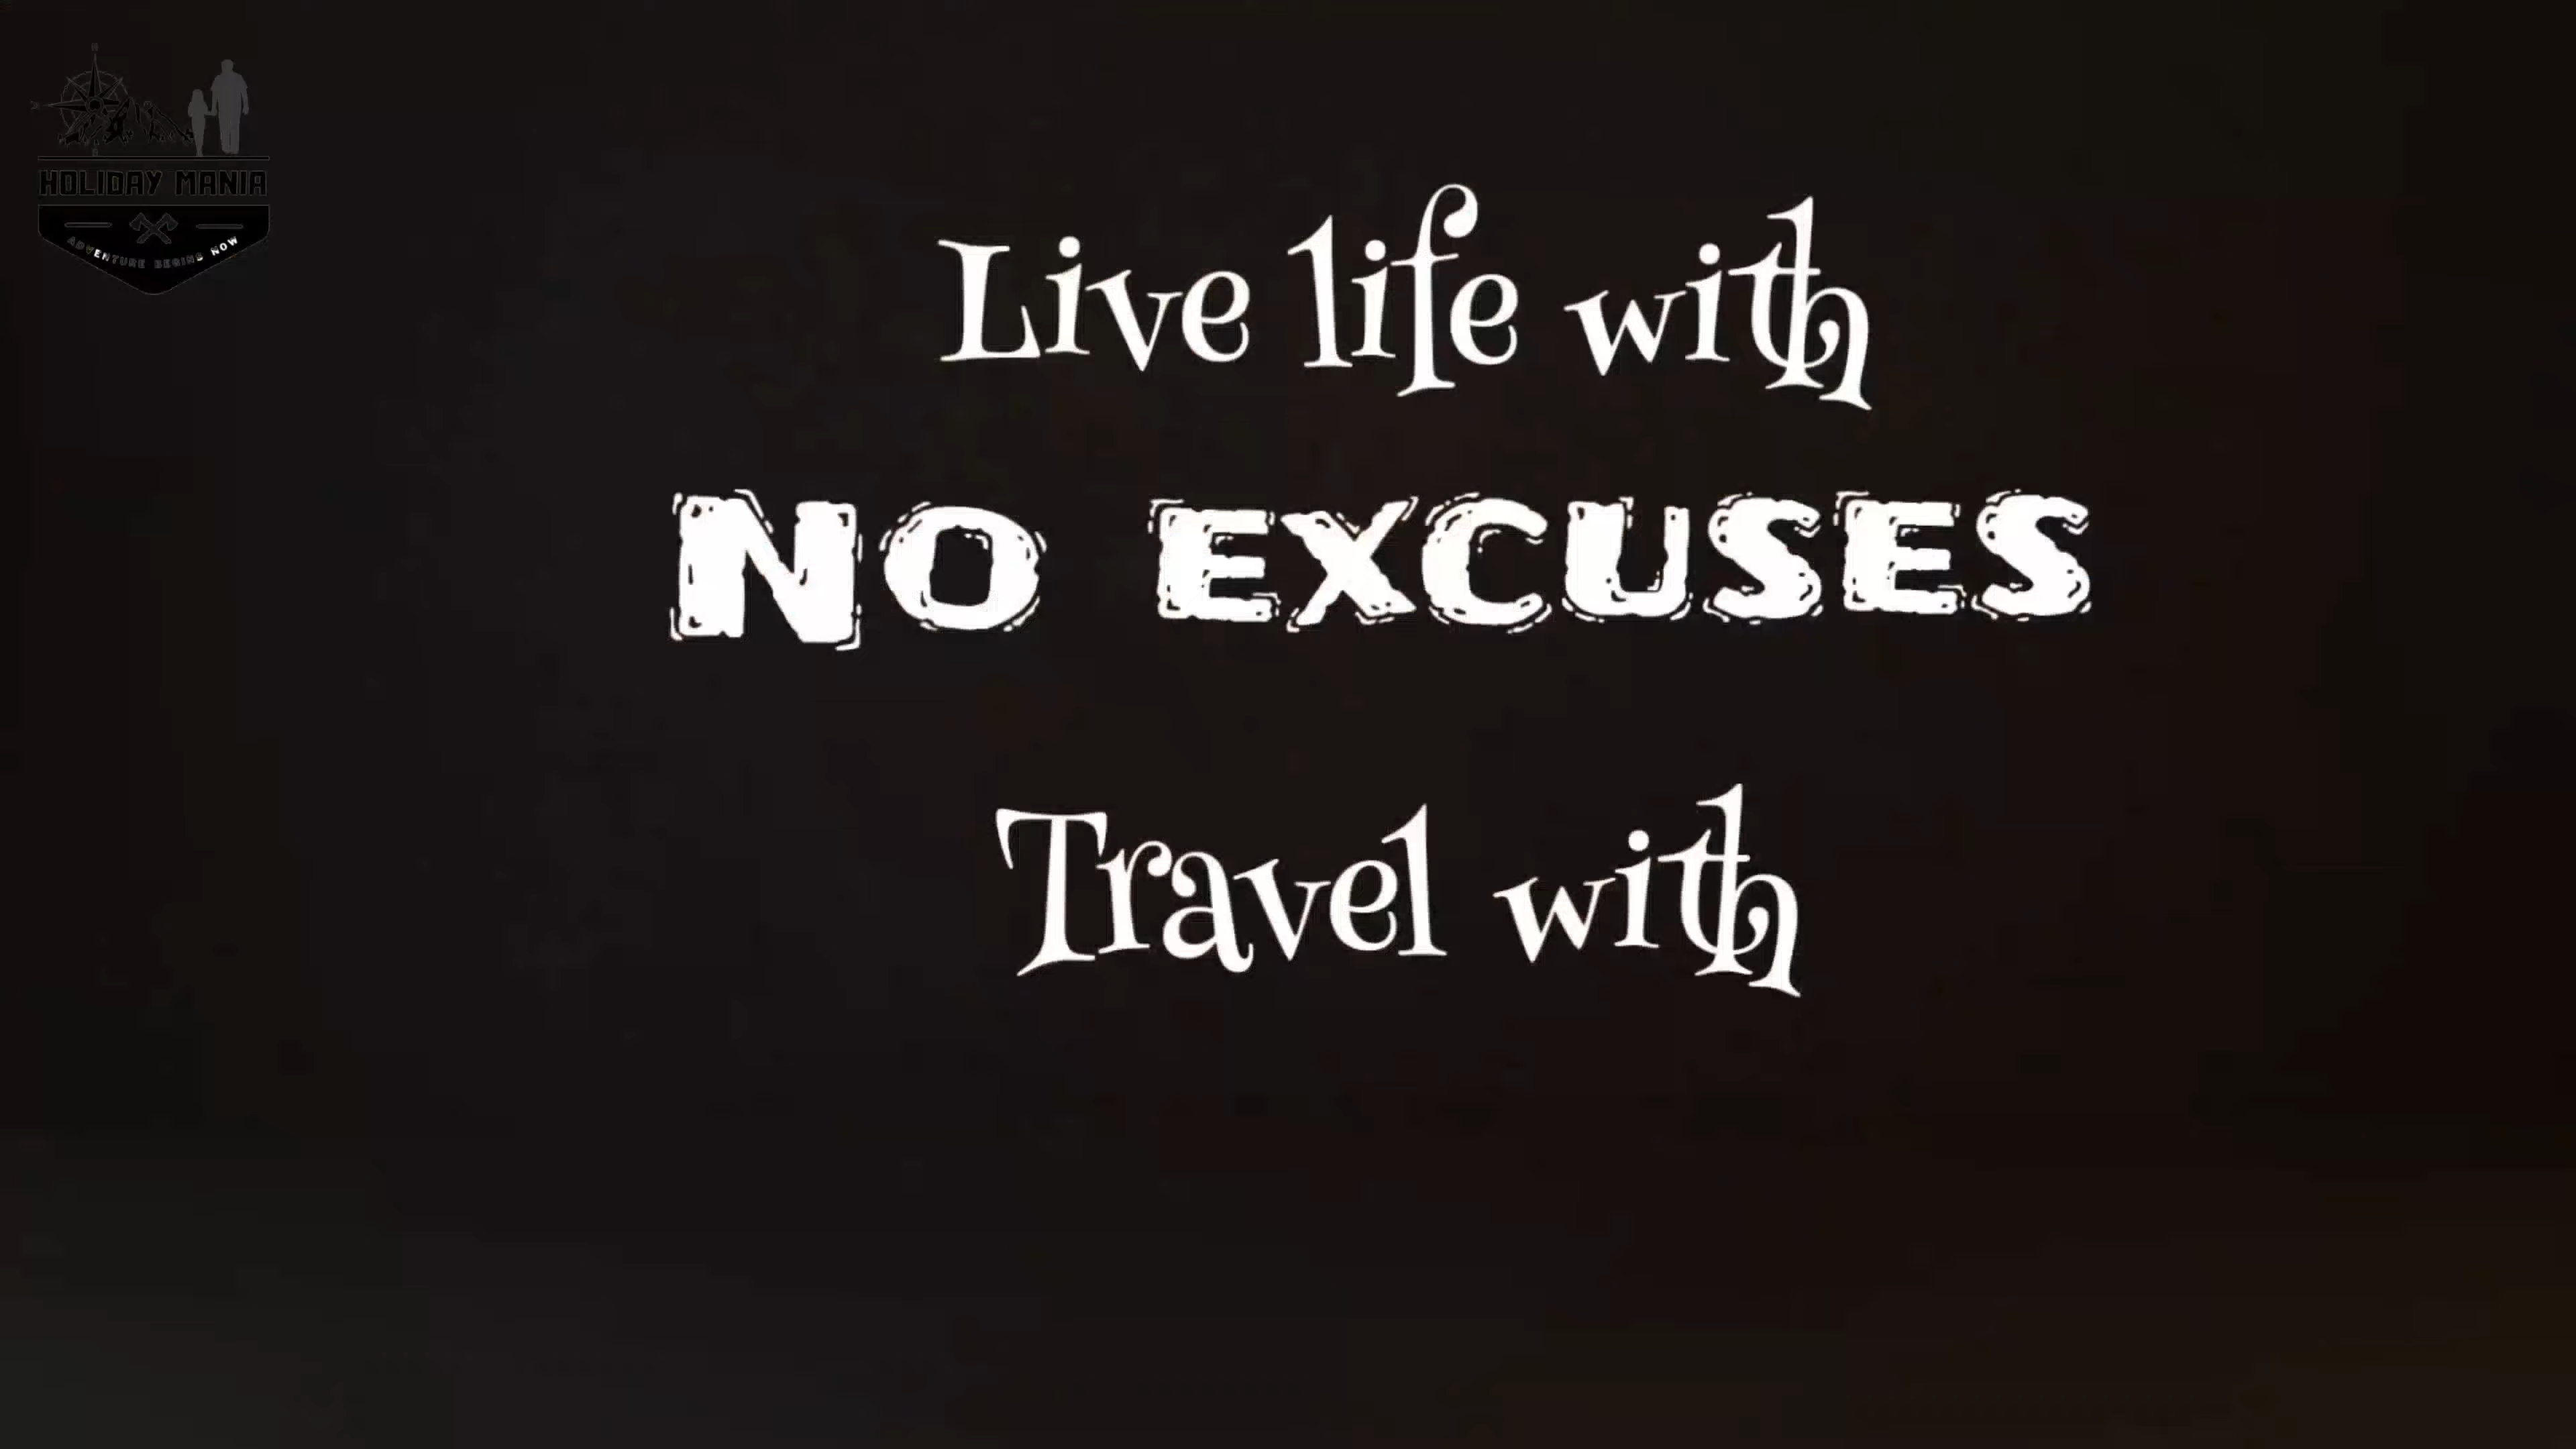 HOLIDAY MANIA
ADVENTURE BEGINS NOW
Live life with
NO EXCUSES
Travel with